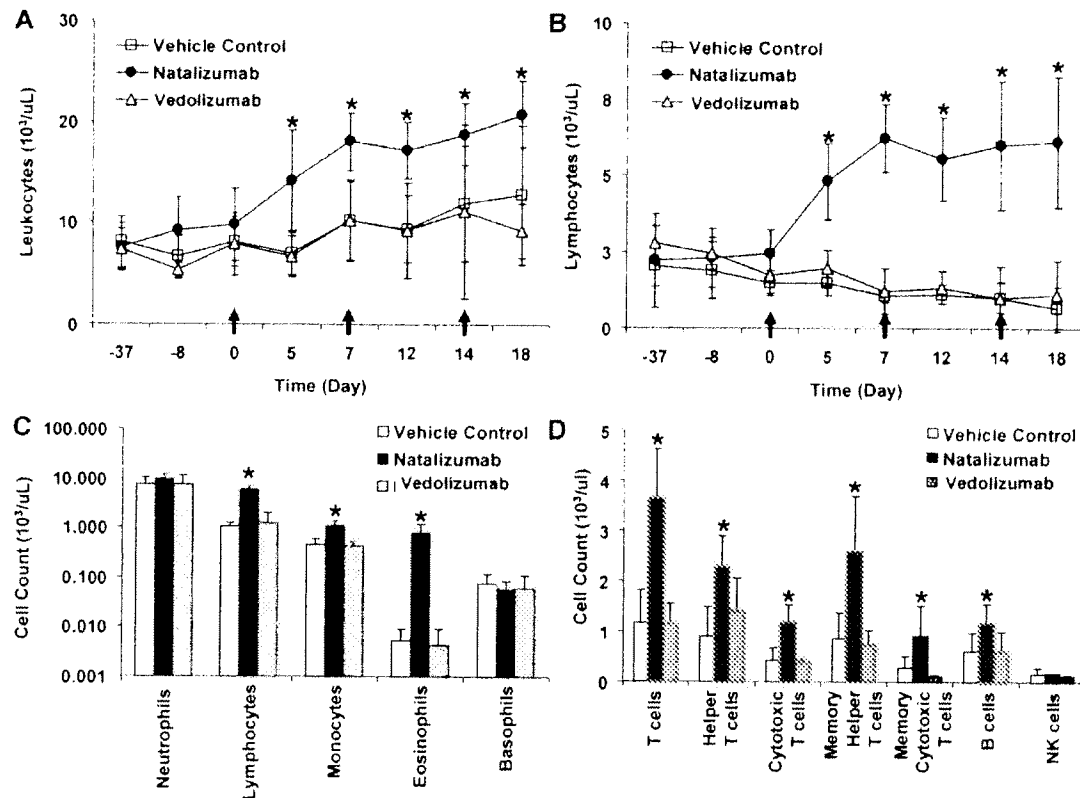 A
30
20
10
0
Leukocytes (10³/uL)
Vehicle Control
Natalizumab
Vedolizumab
* * * * *
-37 -8 0 5 7 12 14 18
Time (Day)
B
10
8
5
3
0
Lymphocytes (10³/uL)
Vehicle Control
Natalizumab
Vedolizumab
* * * * *
-37 -8 0 5 7 12 14 18
Time (Day)
C
100.000
10.000
1.000
0.100
0.010
0.001
Cell Count (10³/uL)
Vehicle Control
Natalizumab
Vedolizumab
* * *
Neutrophils
Lymphocytes
Monocytes
Eosinophils
Basophils
D
5
4
3
2
1
0
Cell Count (10³/ul)
Vehicle Control
Natalizumab
Vedolizumab
* * * * * *
T cells
Helper
T cells
Cytotoxic
T cells
Memory
Helper
T cells
Memory
Cytotoxic
T cells
B cells
NK cells